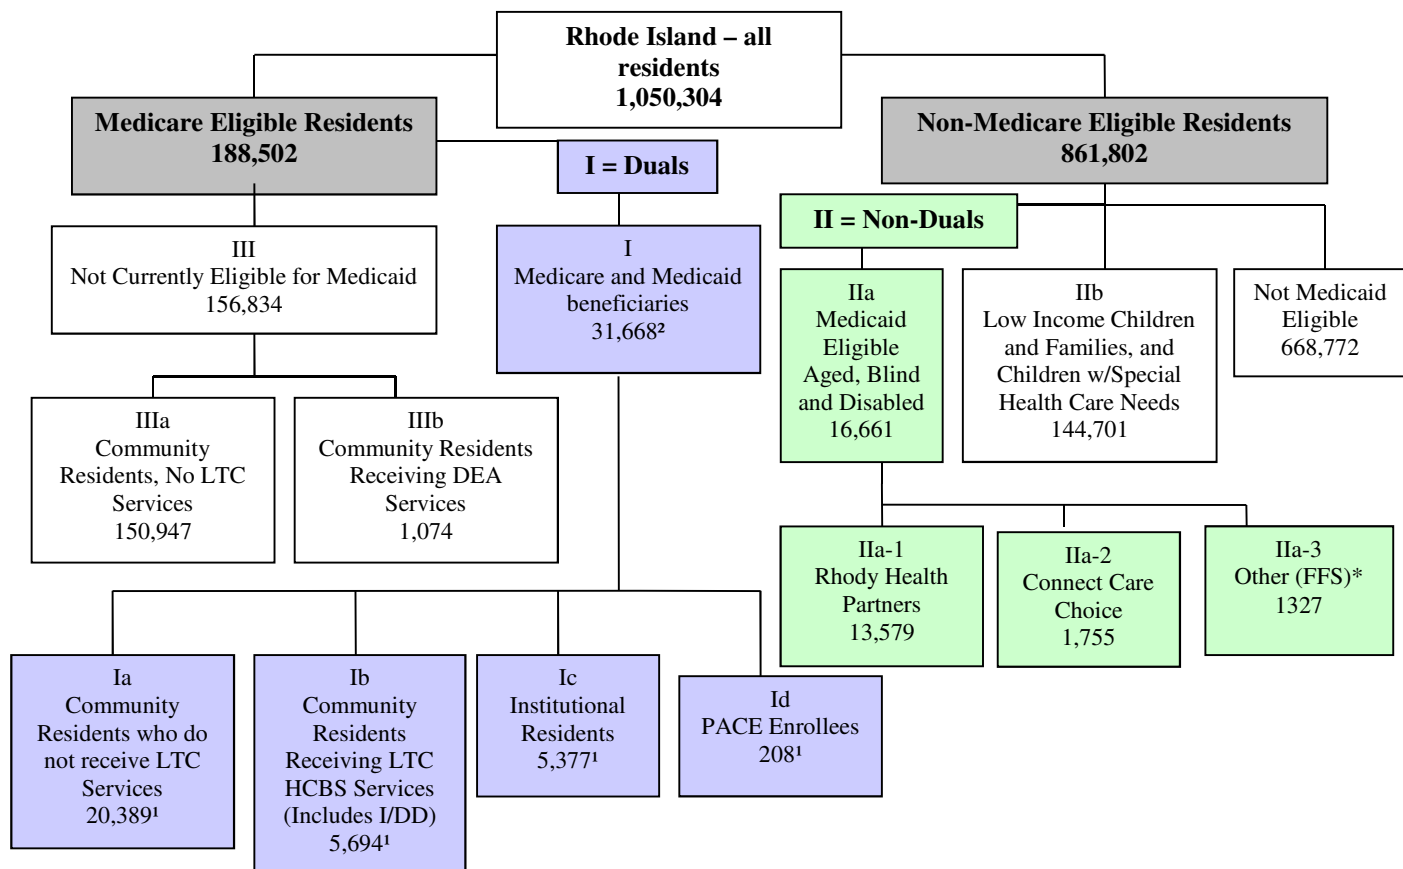 Rhode Island – all
residents
1,050,304
Medicare Eligible Residents
188,502
Non-Medicare Eligible Residents
861,802
I = Duals
II = Non-Duals
III
Not Currently Eligible for Medicaid
156,834
I
Medicare and Medicaid
beneficiaries
31,668²
IIa
Medicaid
Eligible
Aged, Blind
and Disabled
16,661
IIb
Low Income Children
and Families, and
Children w/Special
Health Care Needs
144,701
Not Medicaid
Eligible
668,772
IIIa
Community
Residents, No LTC
Services
150,947
IIIb
Community Residents
Receiving DEA
Services
1,074
IIa-1
Rhody Health
Partners
13,579
IIa-2
Connect Care
Choice
1,755
IIa-3
Other (FFS)*
1327
Ia
Community
Residents who do
not receive LTC
Services
20,389¹
Ib
Community
Residents
Receiving LTC
HCBS Services
(Includes I/DD)
5,694¹
Ic
Institutional
Residents
5,377¹
Id
PACE Enrollees
208¹